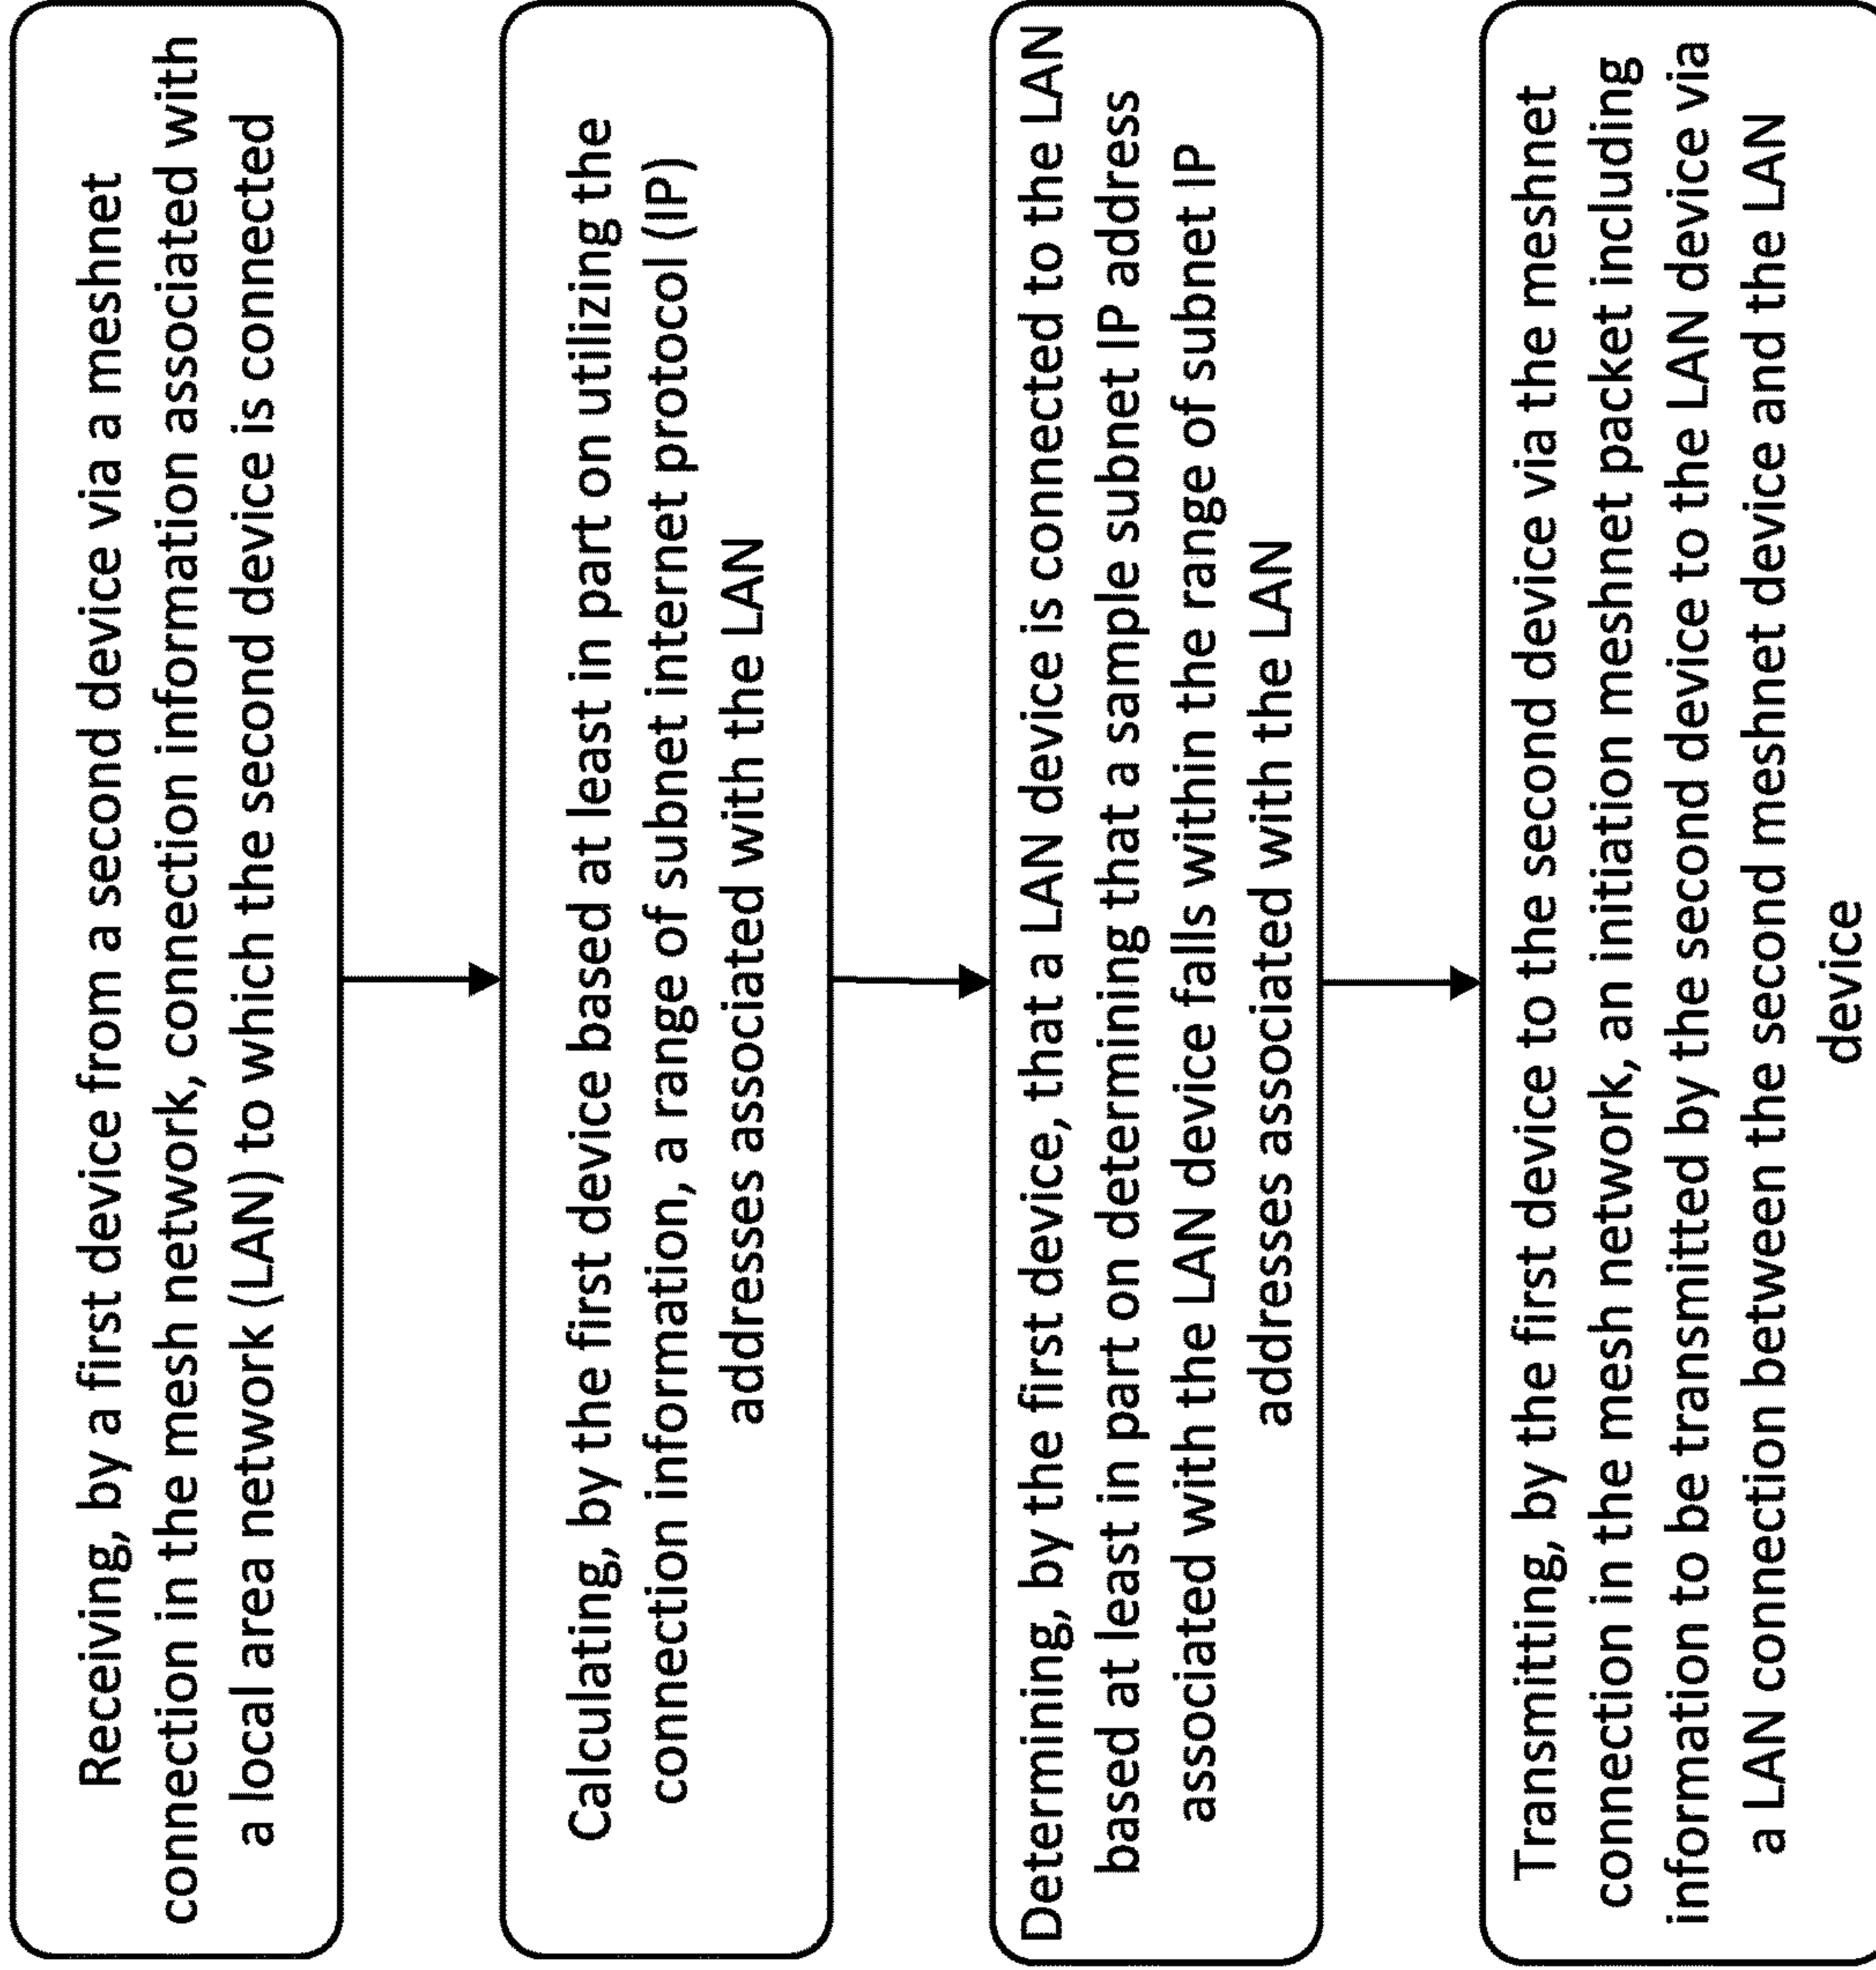 Receiving, by a first device from a second device via a meshnet
connection in the mesh network, connection information associated with
a local area network (LAN) to which the second device is connected
Calculating, by the first device based at least in part on utilizing the
connection information, a range of subnet internet protocol (IP)
addresses associated with the LAN
Determining, by the first device, that a LAN device is connected to the LAN
based at least in part on determining that a sample subnet IP address
associated with the LAN device falls within the range of subnet IP
addresses associated with the LAN
Transmitting, by the first device to the second device via the meshnet
connection in the mesh network, an initiation meshnet packet including
information to be transmitted by the second device to the LAN device via
a LAN connection between the second meshnet device and the LAN
device